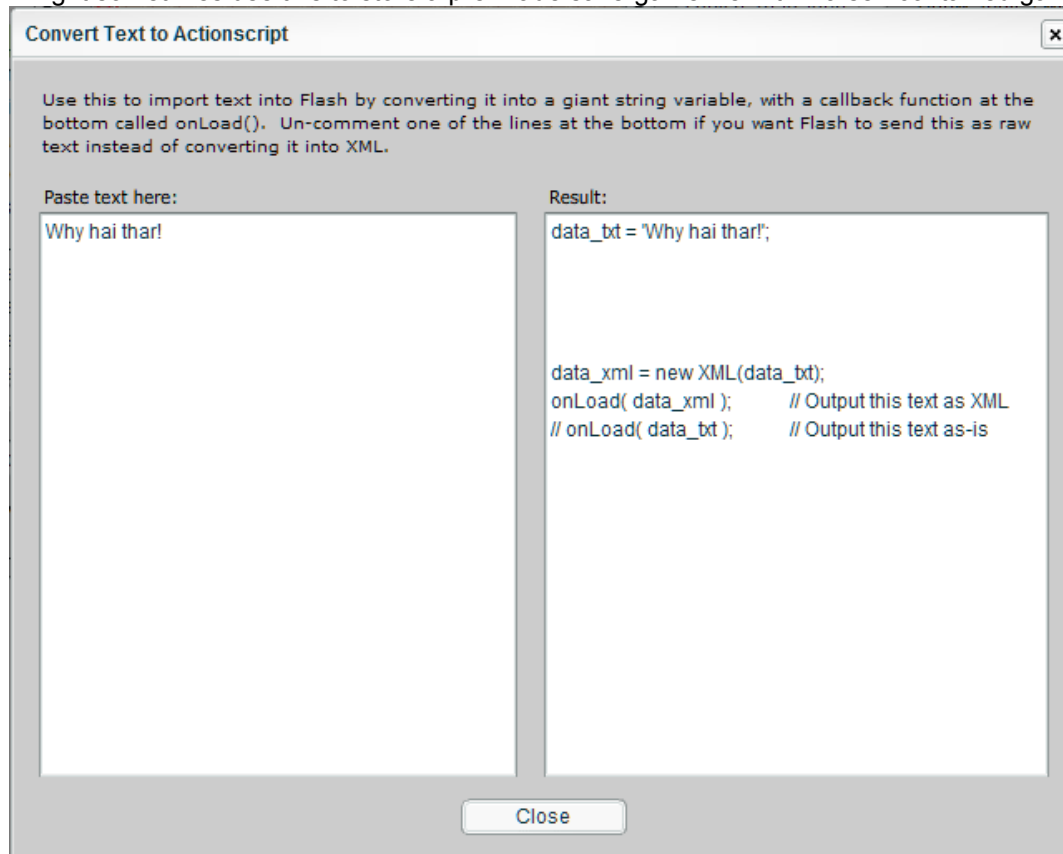 Convert Text to Actionscript
Use this to import text into Flash by converting it into a giant string variable, with a callback function at the
bottom called onLoad(). Un-comment one of the lines at the bottom if you want Flash to send this as raw
text instead of converting it into XML.
Paste text here:
Why hai thar!
Result:
data_txt = 'Why hai thar!';
data_xml = new XML(data_txt);
onLoad( data_xml ); // Output this text as XML
// onLoad( data_txt ); // Output this text as-is
Close